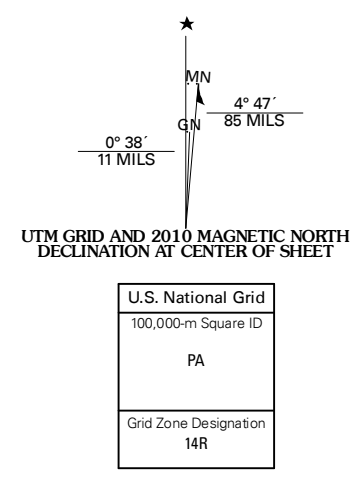 MN
4° 47´
85 MILS
GN
0° 38´
11 MILS
UTM GRID AND 2010 MAGNETIC NORTH
DECLINATION AT CENTER OF SHEET
U.S. National Grid
100,000-m Square ID
PA
Grid Zone Designation
14R